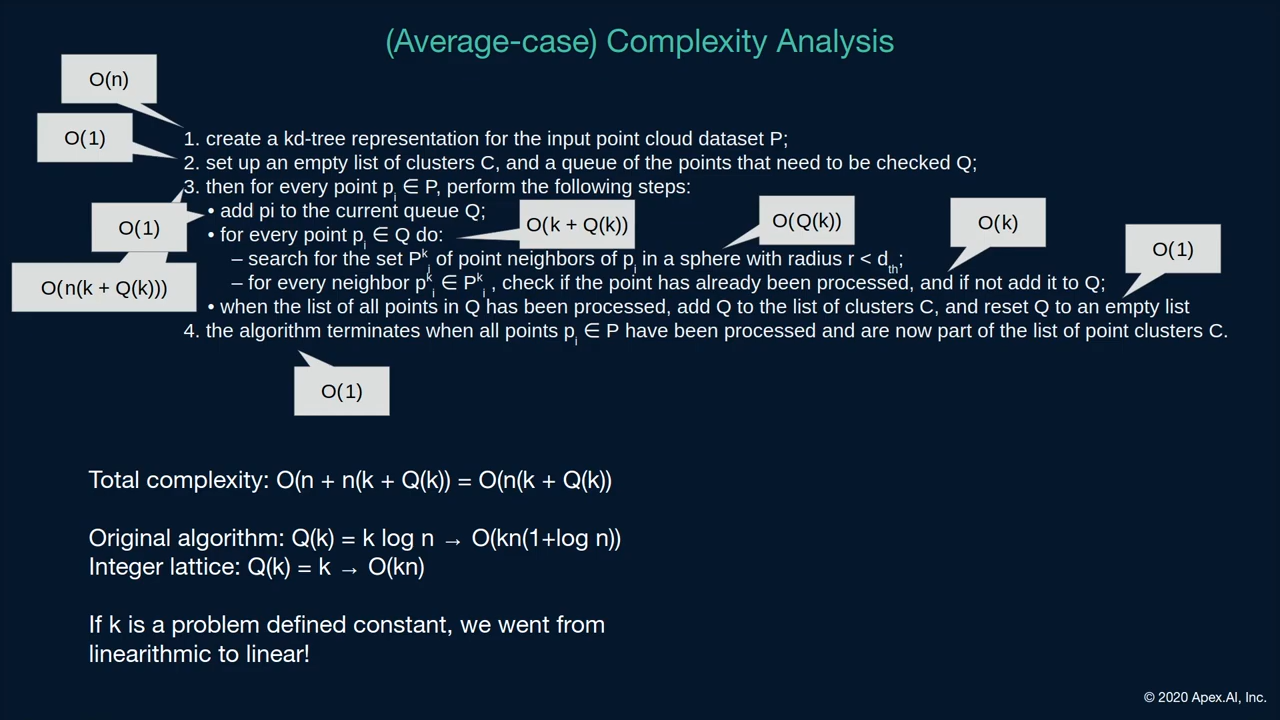 (Average-case) Complexity Analysis
O(n)
O(1)
1. create a kd-tree representation for the input point cloud dataset P;
2. set up an empty list of clusters C, and a queue of the points that need to be checked Q;
3. then for every point pi ∈ P, perform the following steps:
O(1)
• add pi to the current queue Q;
O(k + Q(k))
O(Q(k))
O(k)
O(1)
• for every point pi ∈ Q do:
– search for the set Pki of point neighbors of pi in a sphere with radius r < dth;
O(n(k + Q(k)))
– for every neighbor pki ∈ Pki , check if the point has already been processed, and if not add it to Q;
• when the list of all points in Q has been processed, add Q to the list of clusters C, and reset Q to an empty list
4. the algorithm terminates when all points pi ∈ P have been processed and are now part of the list of point clusters C.
O(1)
Total complexity: O(n + n(k + Q(k)) = O(n(k + Q(k))
Original algorithm: Q(k) = k log n → O(kn(1+log n))
Integer lattice: Q(k) = k → O(kn)
If k is a problem defined constant, we went from
linearithmic to linear!
© 2020 Apex.AI, Inc.